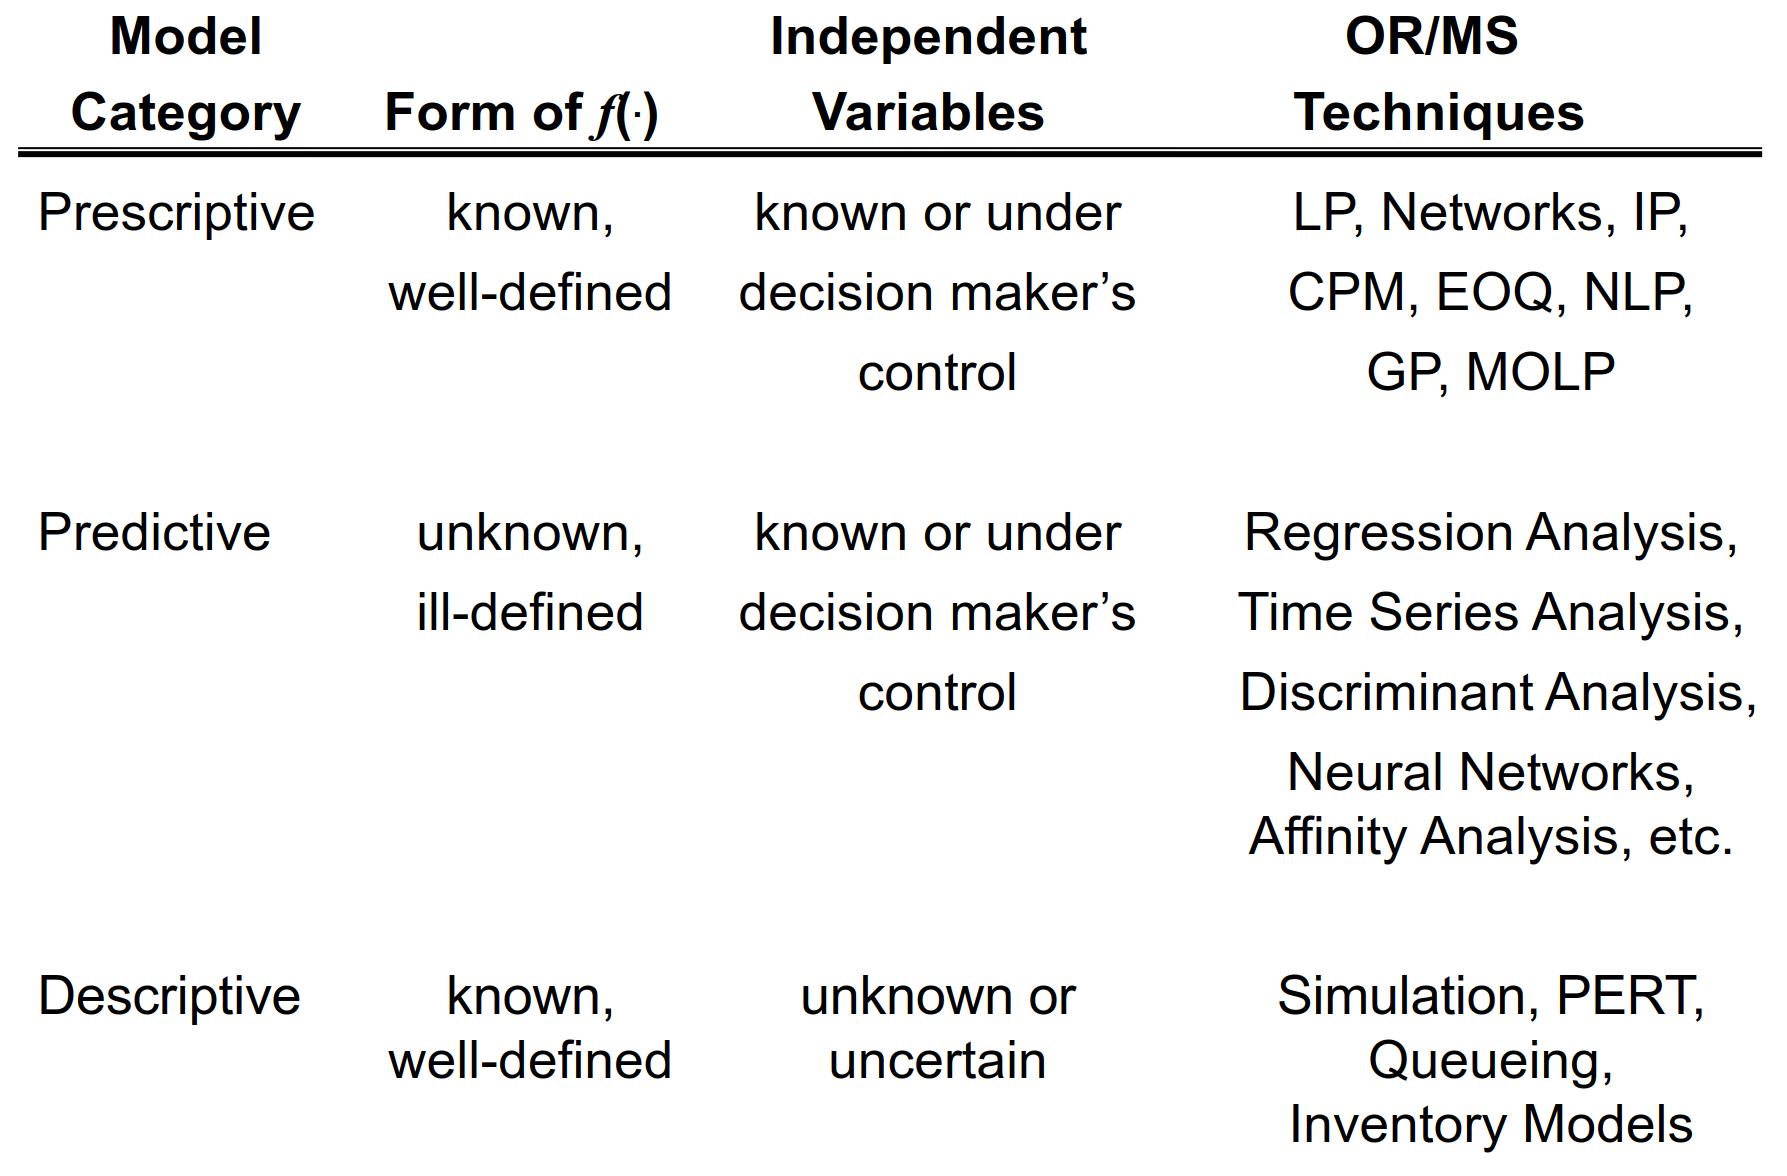 Model Independent OR/MS
Category Form of f(·) Variables Techniques
Prescriptive known, known or under LP, Networks, IP,
well-defined decision maker’s CPM, EOQ, NLP,
control GP, MOLP
Predictive unknown, known or under Regression Analysis,
ill-defined decision maker’s Time Series Analysis,
control Discriminant Analysis,
Neural Networks,
Affinity Analysis, etc.
Descriptive known, unknown or Simulation, PERT,
well-defined uncertain Queueing,
Inventory Models